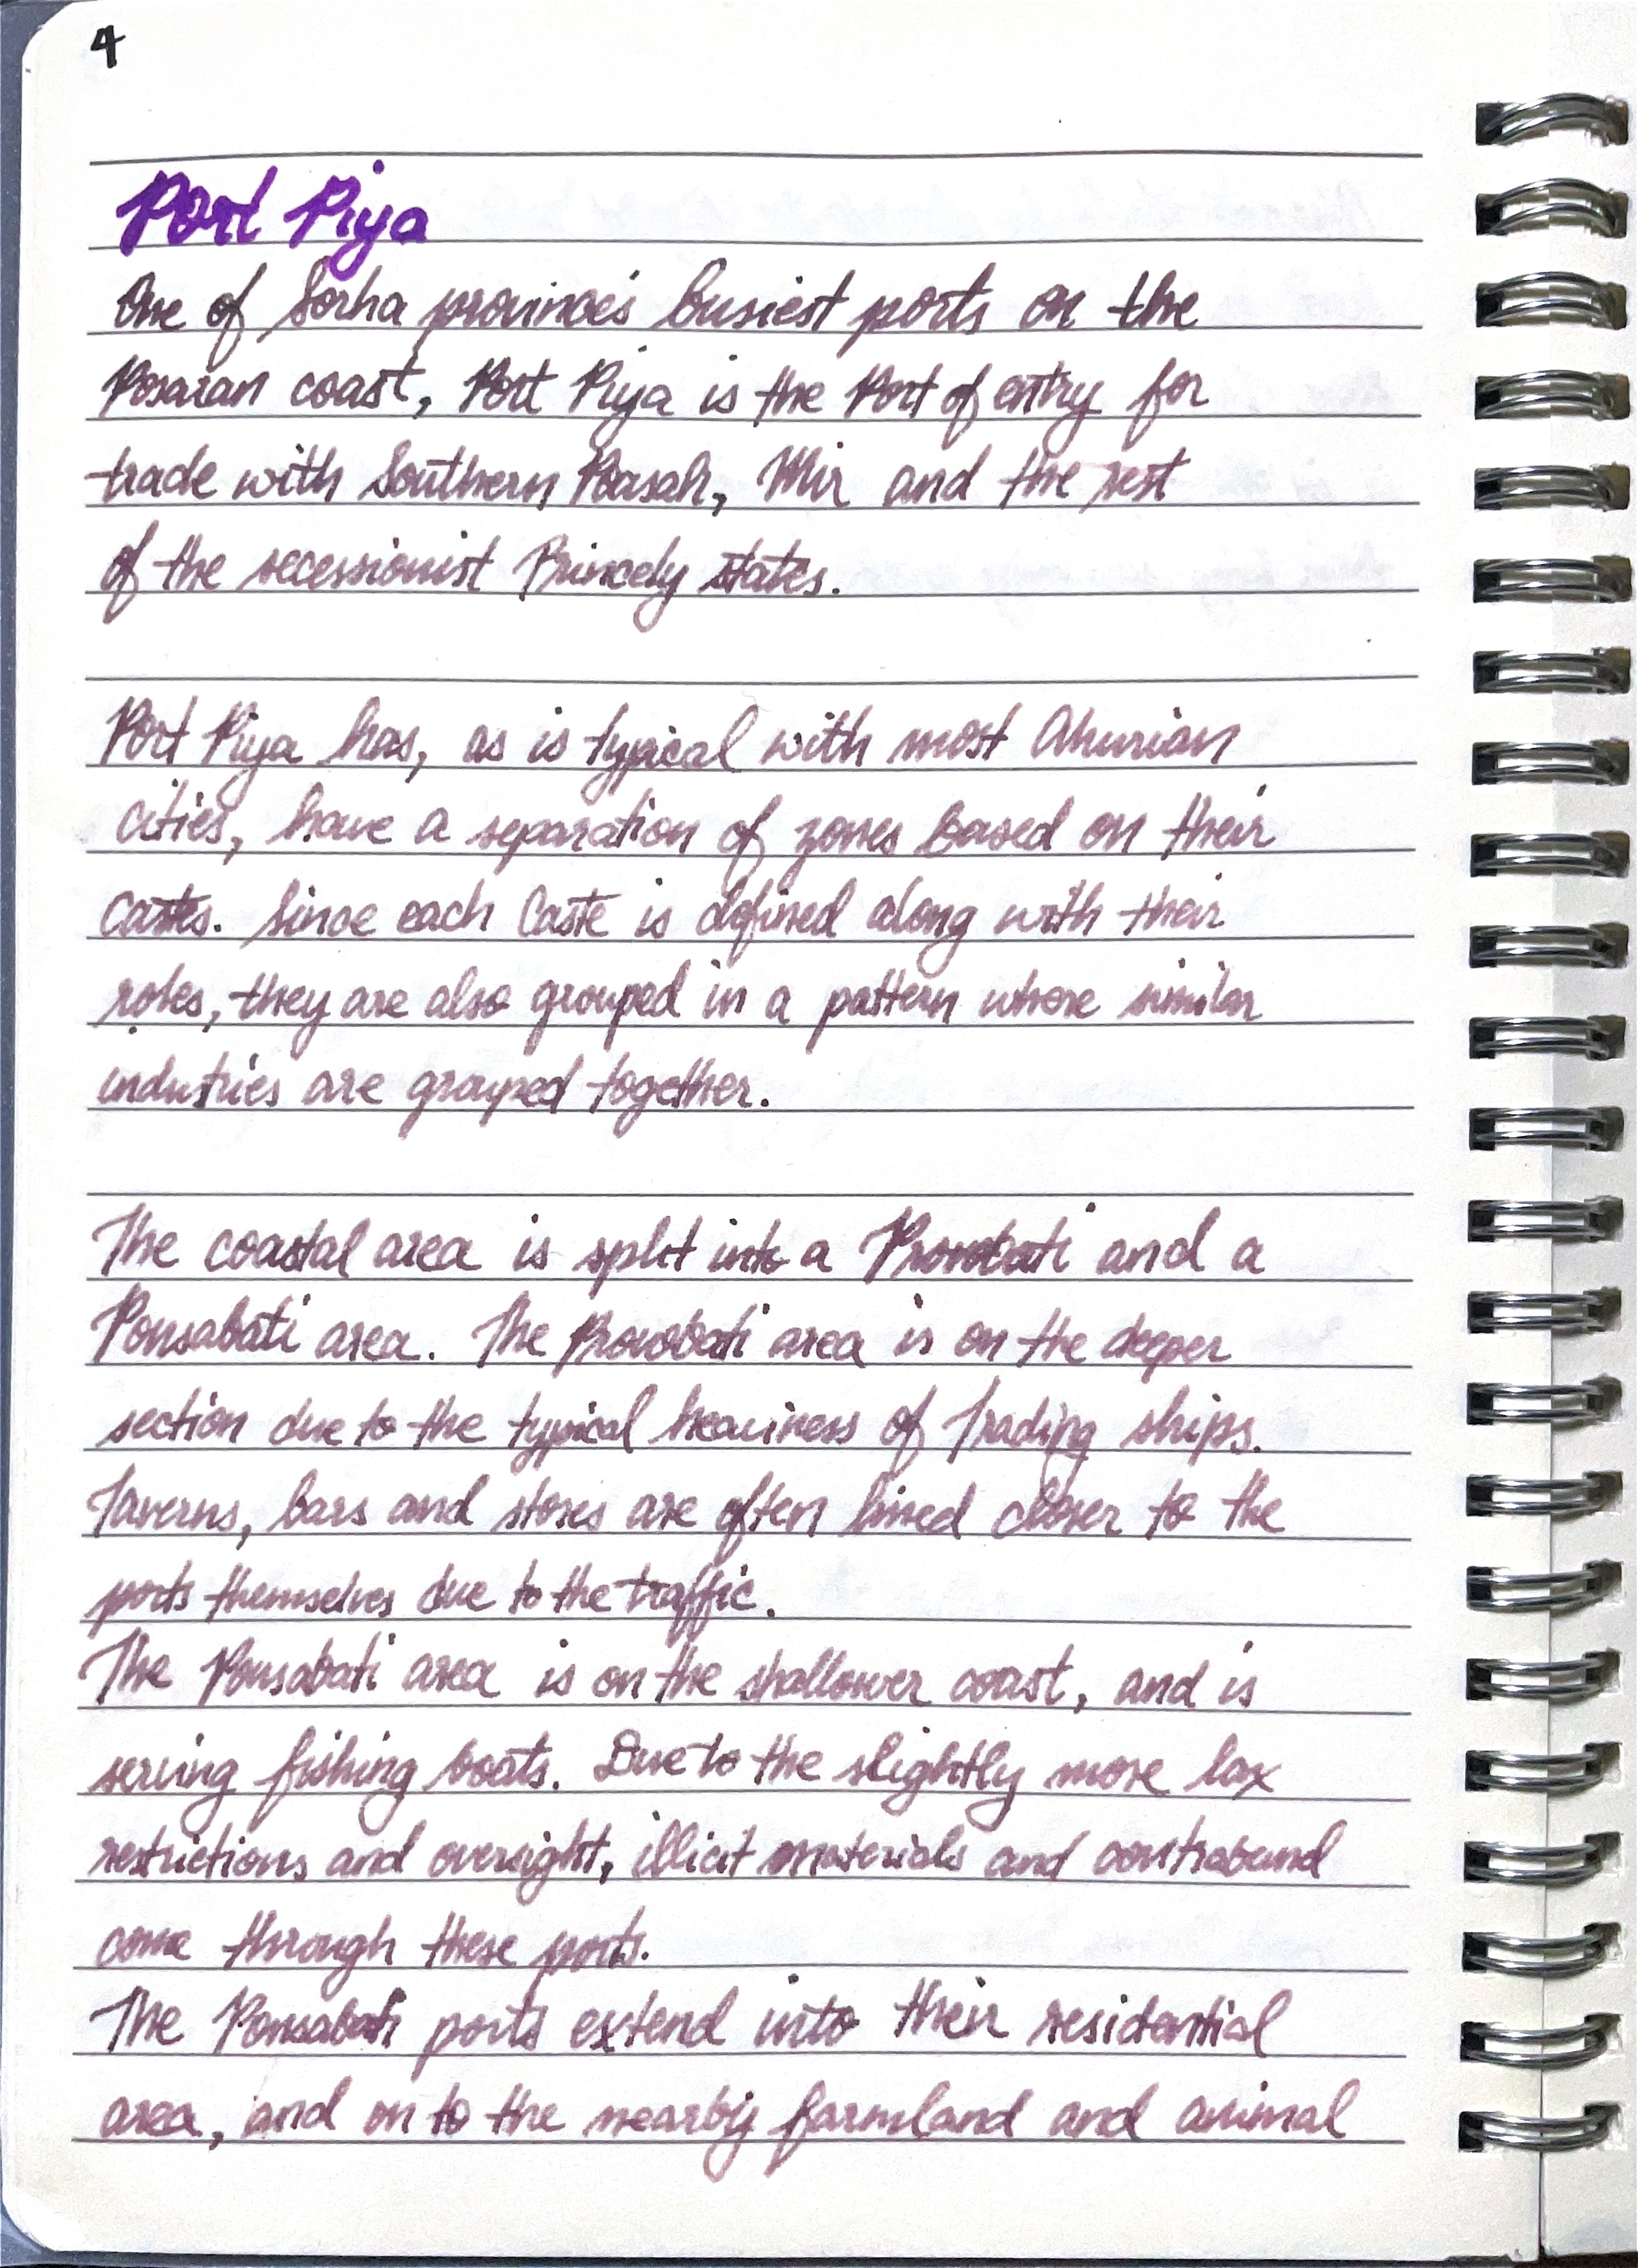 4
Port Piya
One of Sorha province's busiest ports on the
Posaran coast, Port Piya is the Port of entry for
trade with Southern Paasah, Mir and the rest
of the secessionist Princely states.
Port Piya has, as is typical with most Ahurian
cities, have a separation of zones based on their
castes. Since each Caste is defined along with their
roles, they are also grouped in a pattern where similar
industries are grouped together.
The coastal area is split into a and a
Ponsabati area. The area is on the deeper
section due to the typical heaviness of Trading ships.
Taverns, bars and stores are often lined closer to the
ports themselves due to the traffic.
The Ponsabati area is on the shallower coast, and is
serving fishing boats. Due to the slightly more lax
restrictions and oversight, illicit materials and contraband
come through these ports.
The Ponsabati ports extend into their residential
area, and on to the nearby farmland and animal